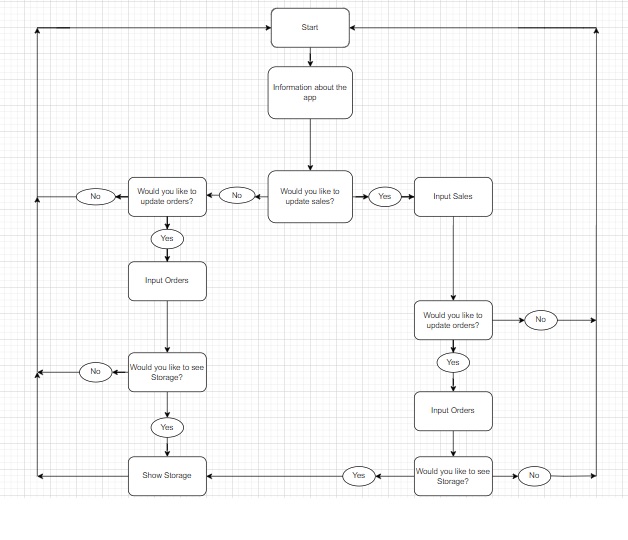 Start
Information about the
app
Would you like to
update orders?
No
No
Would you like to
update sales?
Yes
Input Sales
Yes
Input Orders
Would you like to
update orders?
No
Would you like to see
Storage?
No
Yes
Input Orders
Yes
Show Storage
Yes
Would you like to see
Storage?
No